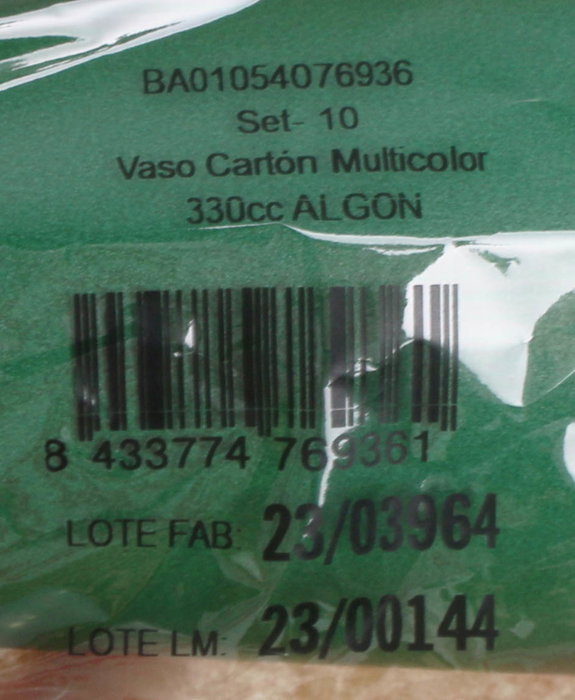 BA01054076936
Set- 10
Vaso Cartón Multicolor
330cc ALGON
8 433774 769361
LOTE FAB: 23/03964
LOTE LM: 23/00144